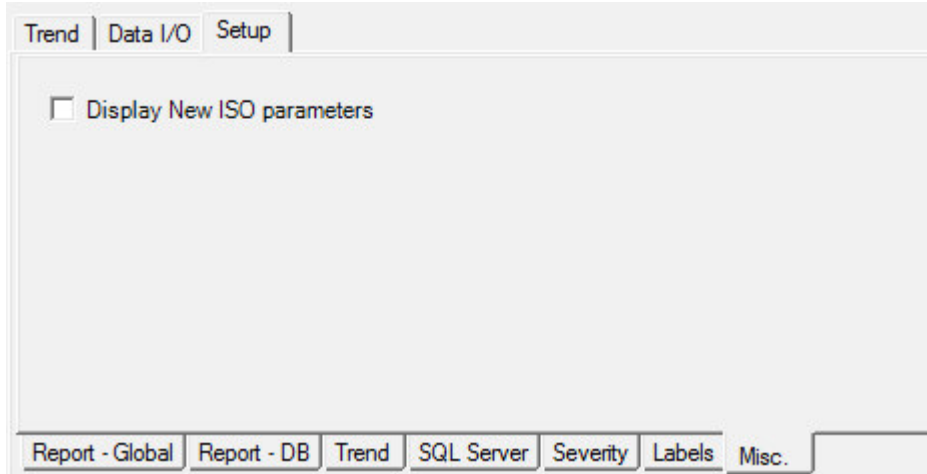 Trend Data I/O Setup
Display New ISO parameters
Report - Global Report - DB Trend SQL Server Severity Labels Misc.